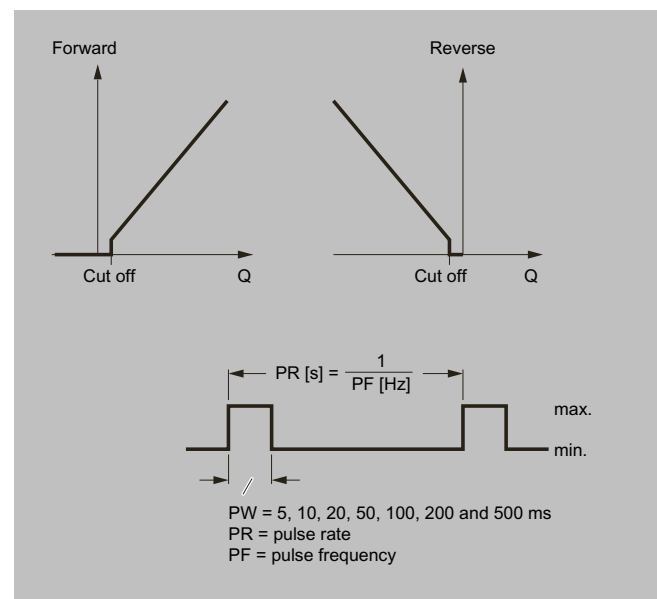 Forward
Reverse
Cut off
Q
Cut off
Q
PR [s] = 1 / PF [Hz]
max.
min.
PW = 5, 10, 20, 50, 100, 200 and 500 ms
PR = pulse rate
PF = pulse frequency